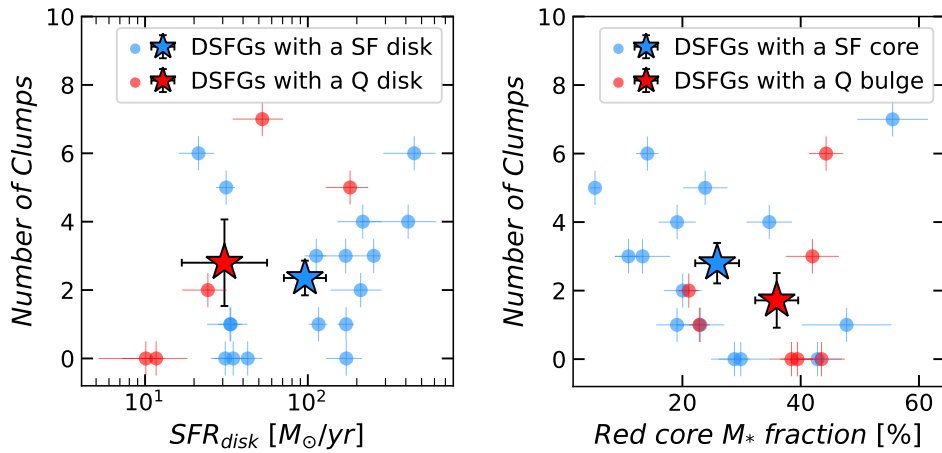 10
8
6
4
2
0
Number of Clumps
DSFGs with a SF disk
DSFGs with a Q disk
10¹
10²
SFR_disk [M_⊙/yr]
10
8
6
4
2
0
Number of Clumps
DSFGs with a SF core
DSFGs with a Q bulge
20
40
60
Red core M_* fraction [%]